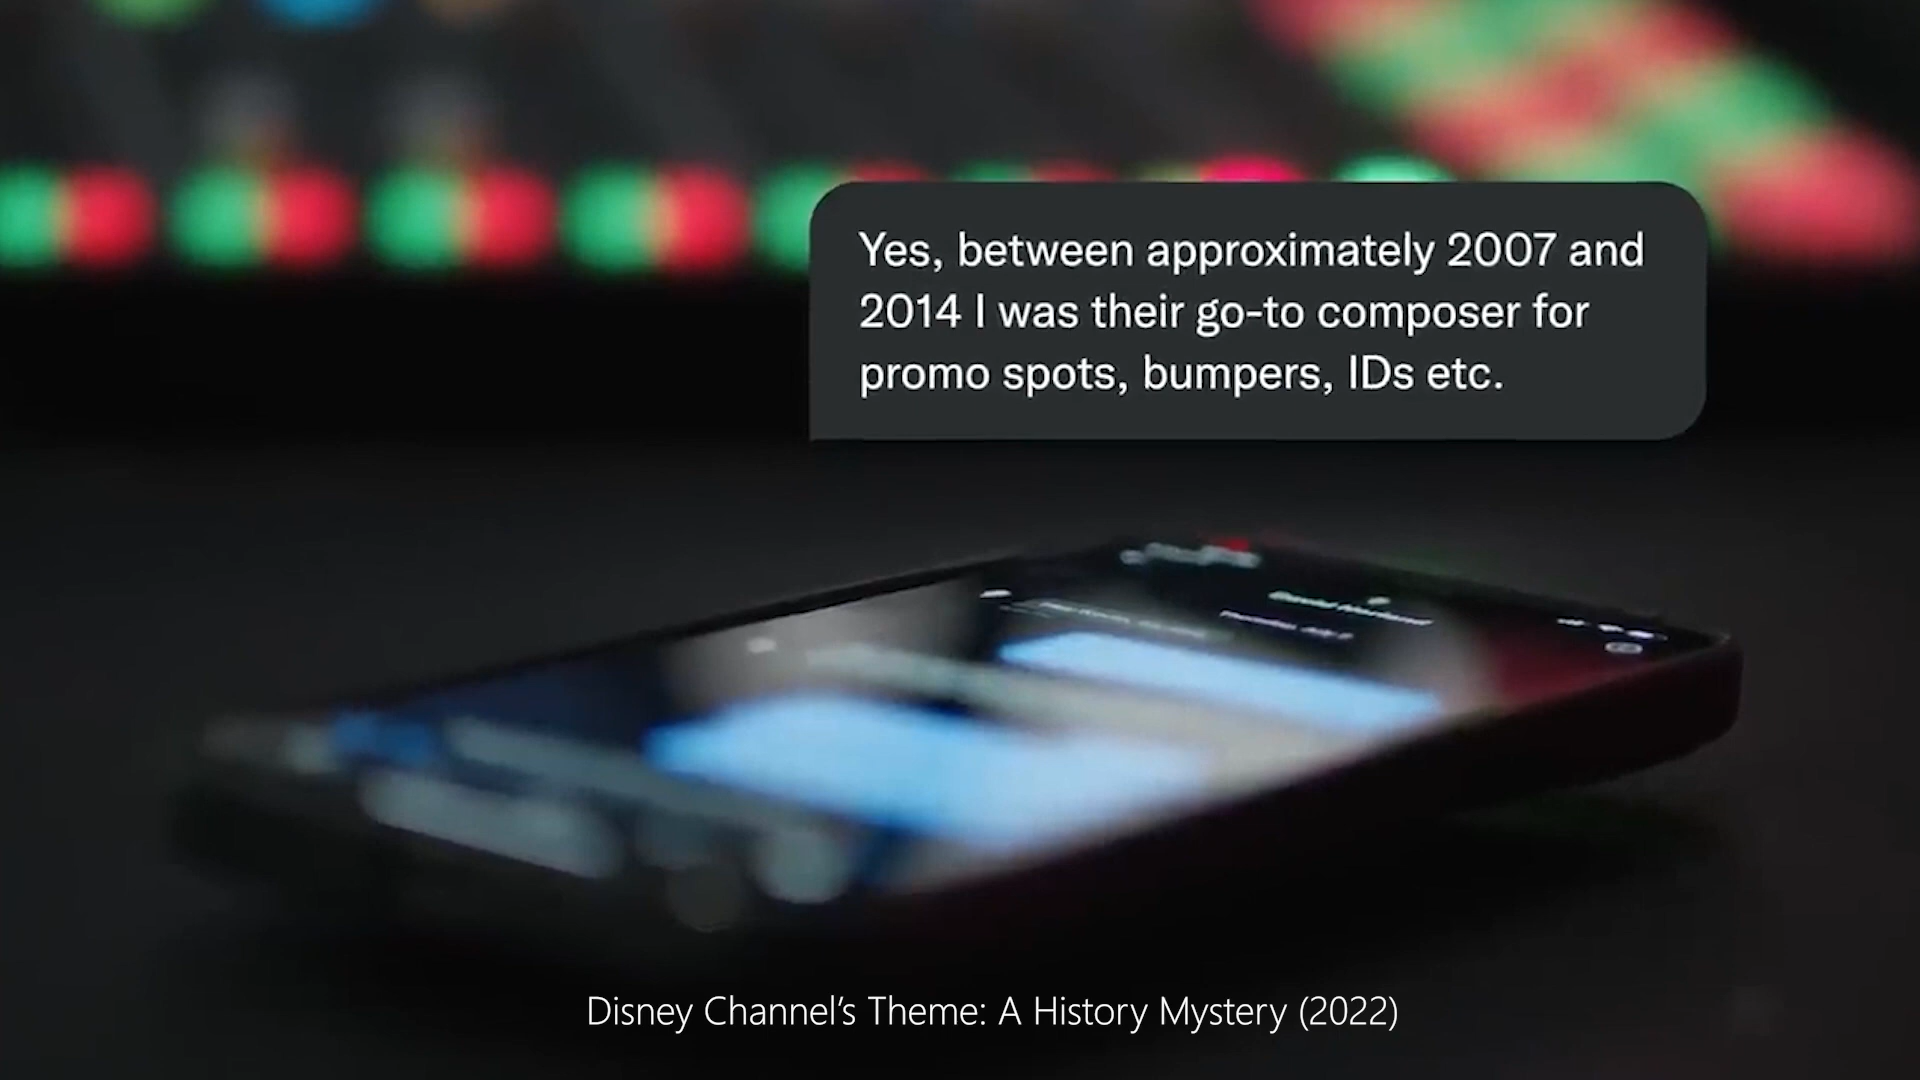 Yes, between approximately 2007 and
2014 I was their go-to composer for
promo spots, bumpers, IDs etc.
Disney Channel's Theme: A History Mystery (2022)